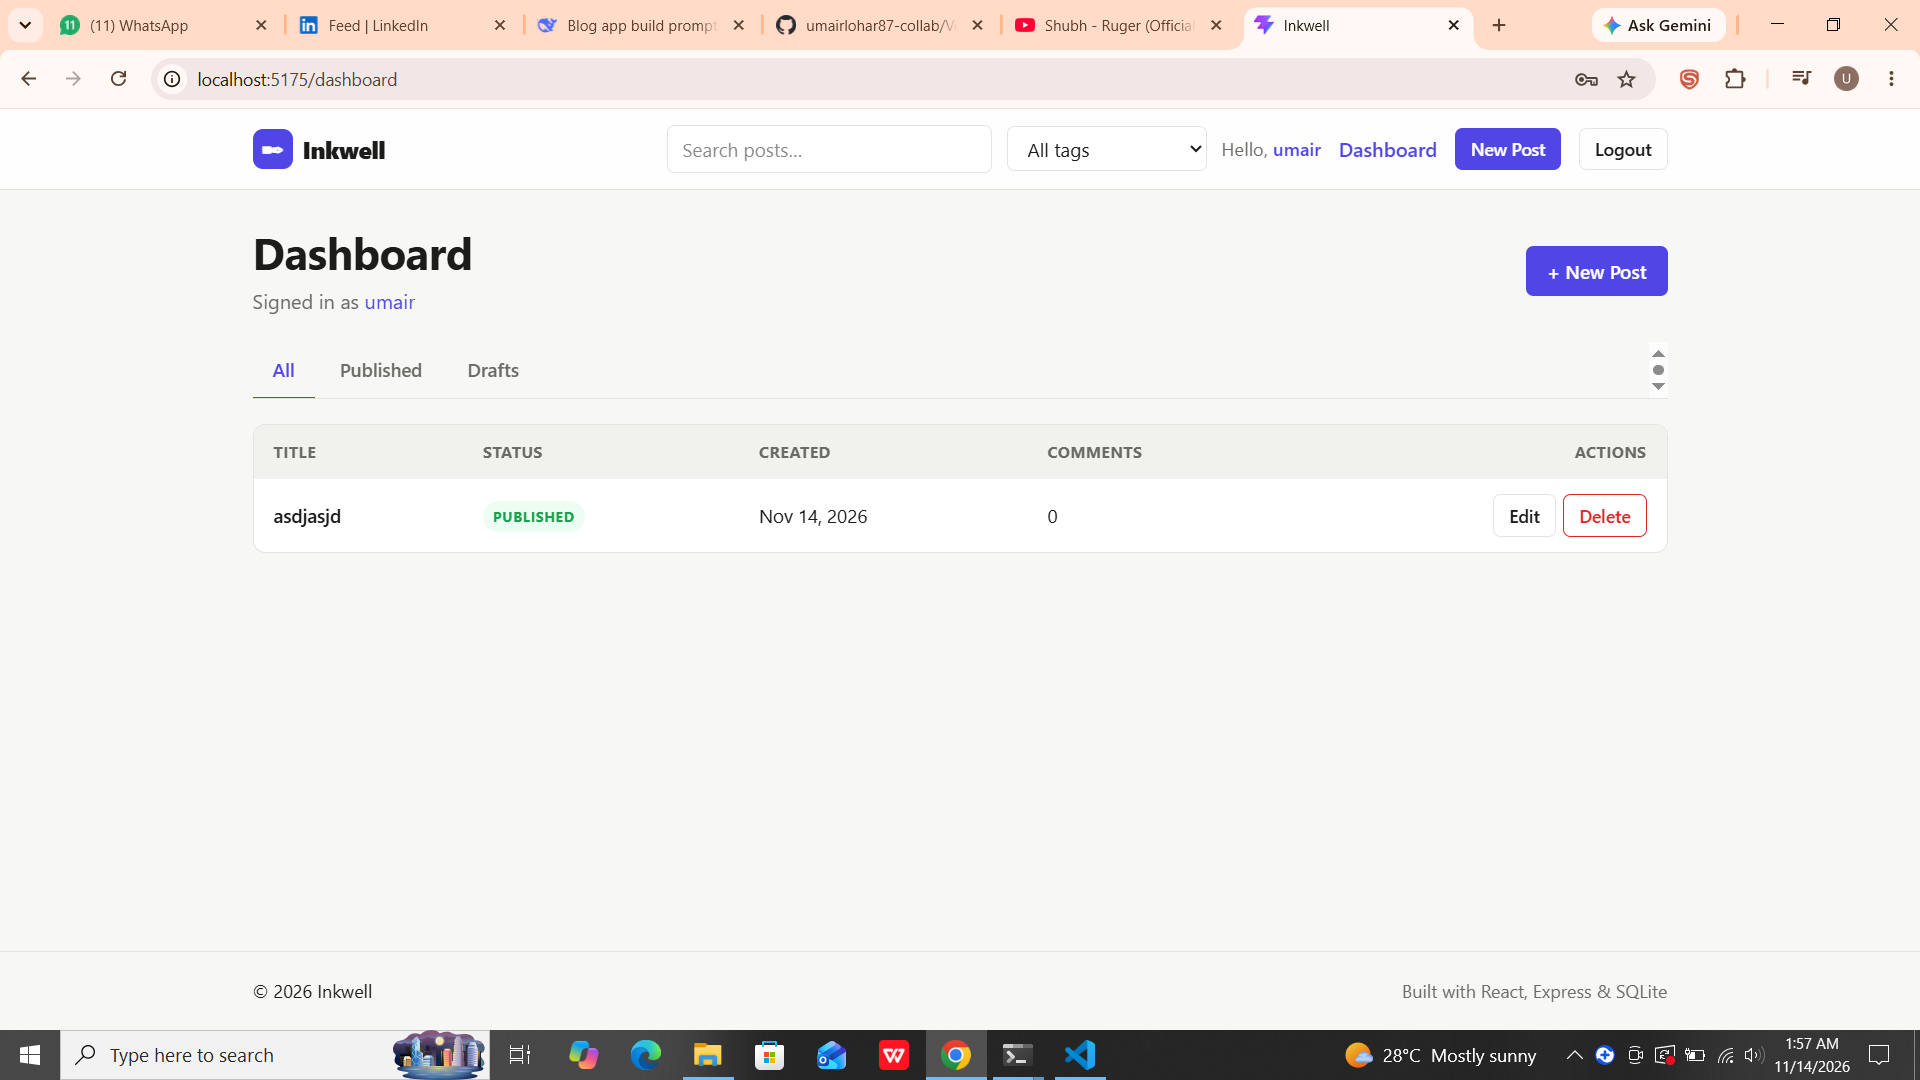 (11) WhatsApp
Feed | LinkedIn
Blog app build prompt
umairlohar87-collab/V
Shubh - Ruger (Official
Inkwell
Ask Gemini
localhost:5175/dashboard
U
Inkwell
Search posts...
All tags
Hello, umair
Dashboard
New Post
Logout
Dashboard
Signed in as umair
+ New Post
All
Published
Drafts
TITLE STATUS CREATED COMMENTS ACTIONS
asdjasjd PUBLISHED Nov 14, 2026 0 Edit Delete
© 2026 Inkwell
Built with React, Express & SQLite
Type here to search
28°C Mostly sunny
1:57 AM
11/14/2026